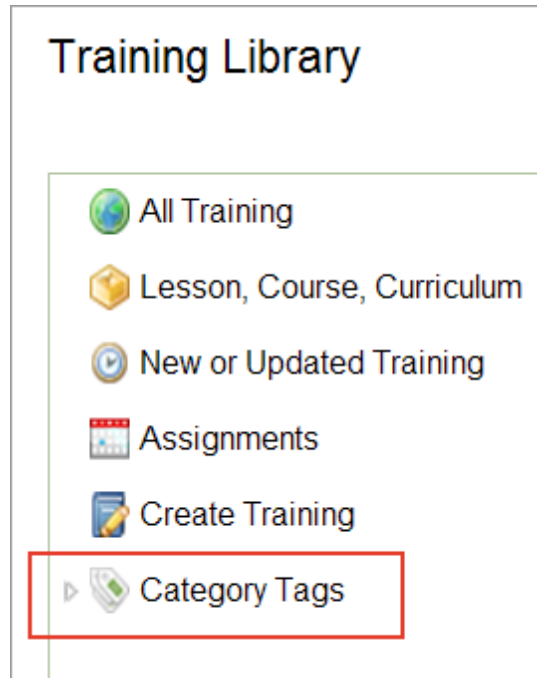 Training Library
All Training
Lesson, Course, Curriculum
New or Updated Training
Assignments
Create Training
Category Tags